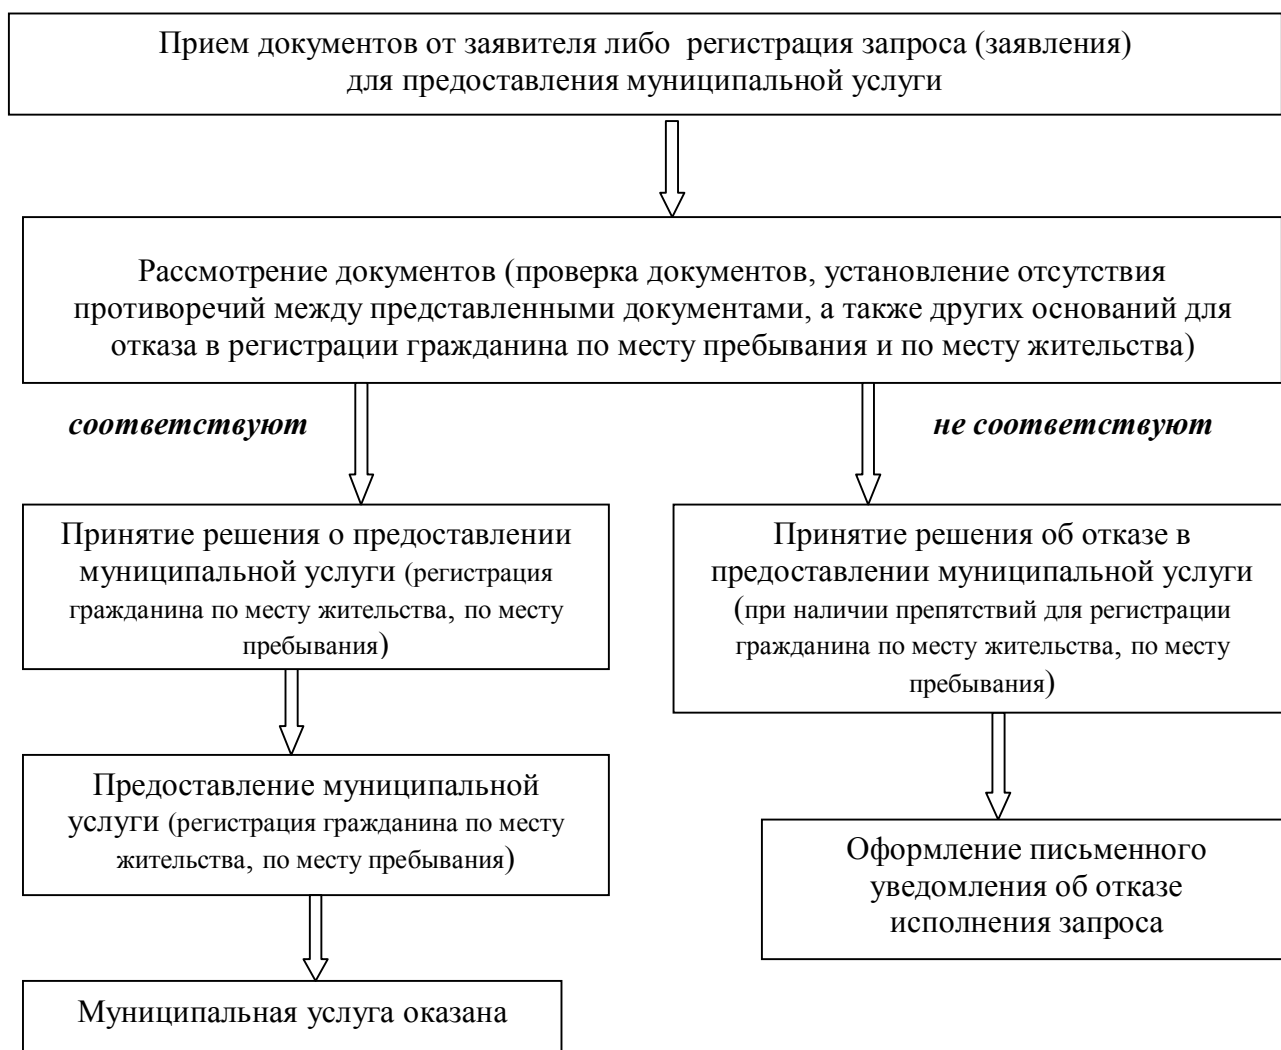 Прием документов от заявителя либо  регистрация запроса (заявления)
для предоставления муниципальной услуги
Рассмотрение документов (проверка документов, установление отсутствия
противоречий между представленными документами, а также других оснований для
отказа в регистрации гражданина по месту пребывания и по месту жительства)
соответствуют
не соответствуют
Принятие решения о предоставлении
муниципальной услуги (регистрация
гражданина по месту жительства, по месту
пребывания)
Принятие решения об отказе в
предоставлении муниципальной услуги
(при наличии препятствий для регистрации
гражданина по месту жительства, по месту
пребывания)
Предоставление муниципальной
услуги (регистрация гражданина по месту
жительства, по месту пребывания)
Оформление письменного
уведомления об отказе
исполнения запроса
Муниципальная услуга оказана